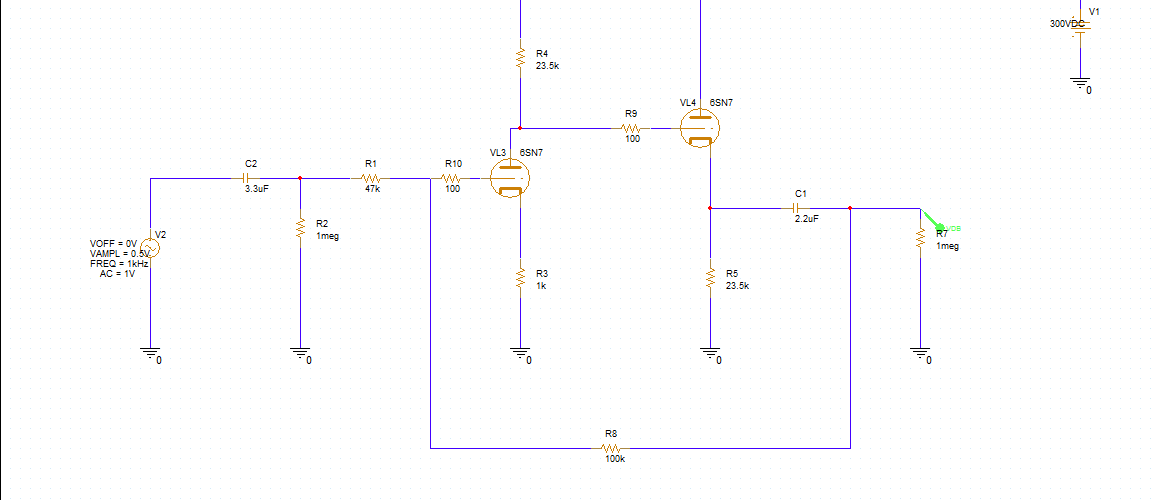 V1
300VDC
R4
23.5k
VL4 6SN7
R9
100
VL3 6SN7
C2
3.3uF
R1
47k
R10
100
C1
2.2uF
R2
1meg
V2
VOFF = 0V
VAMPL = 0.5V
FREQ = 1kHz
AC = 1V
R3
1k
R5
23.5k
R7
1meg
0
0
0
0
0
0
R8
100k